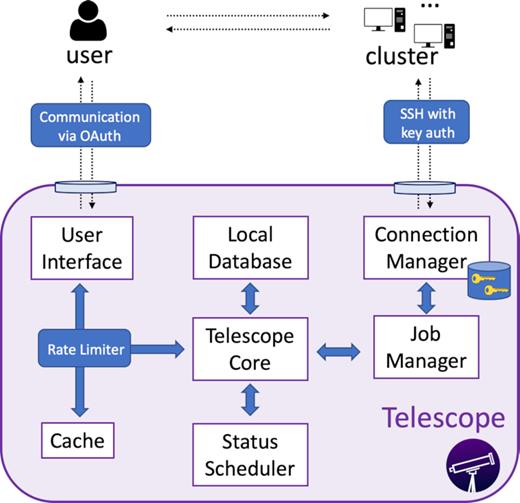 user
cluster
Communication
via OAuth
SSH with
key auth
User
Interface
Local
Database
Connection
Manager
Rate Limiter
Telescope
Core
Job
Manager
Cache
Status
Scheduler
Telescope